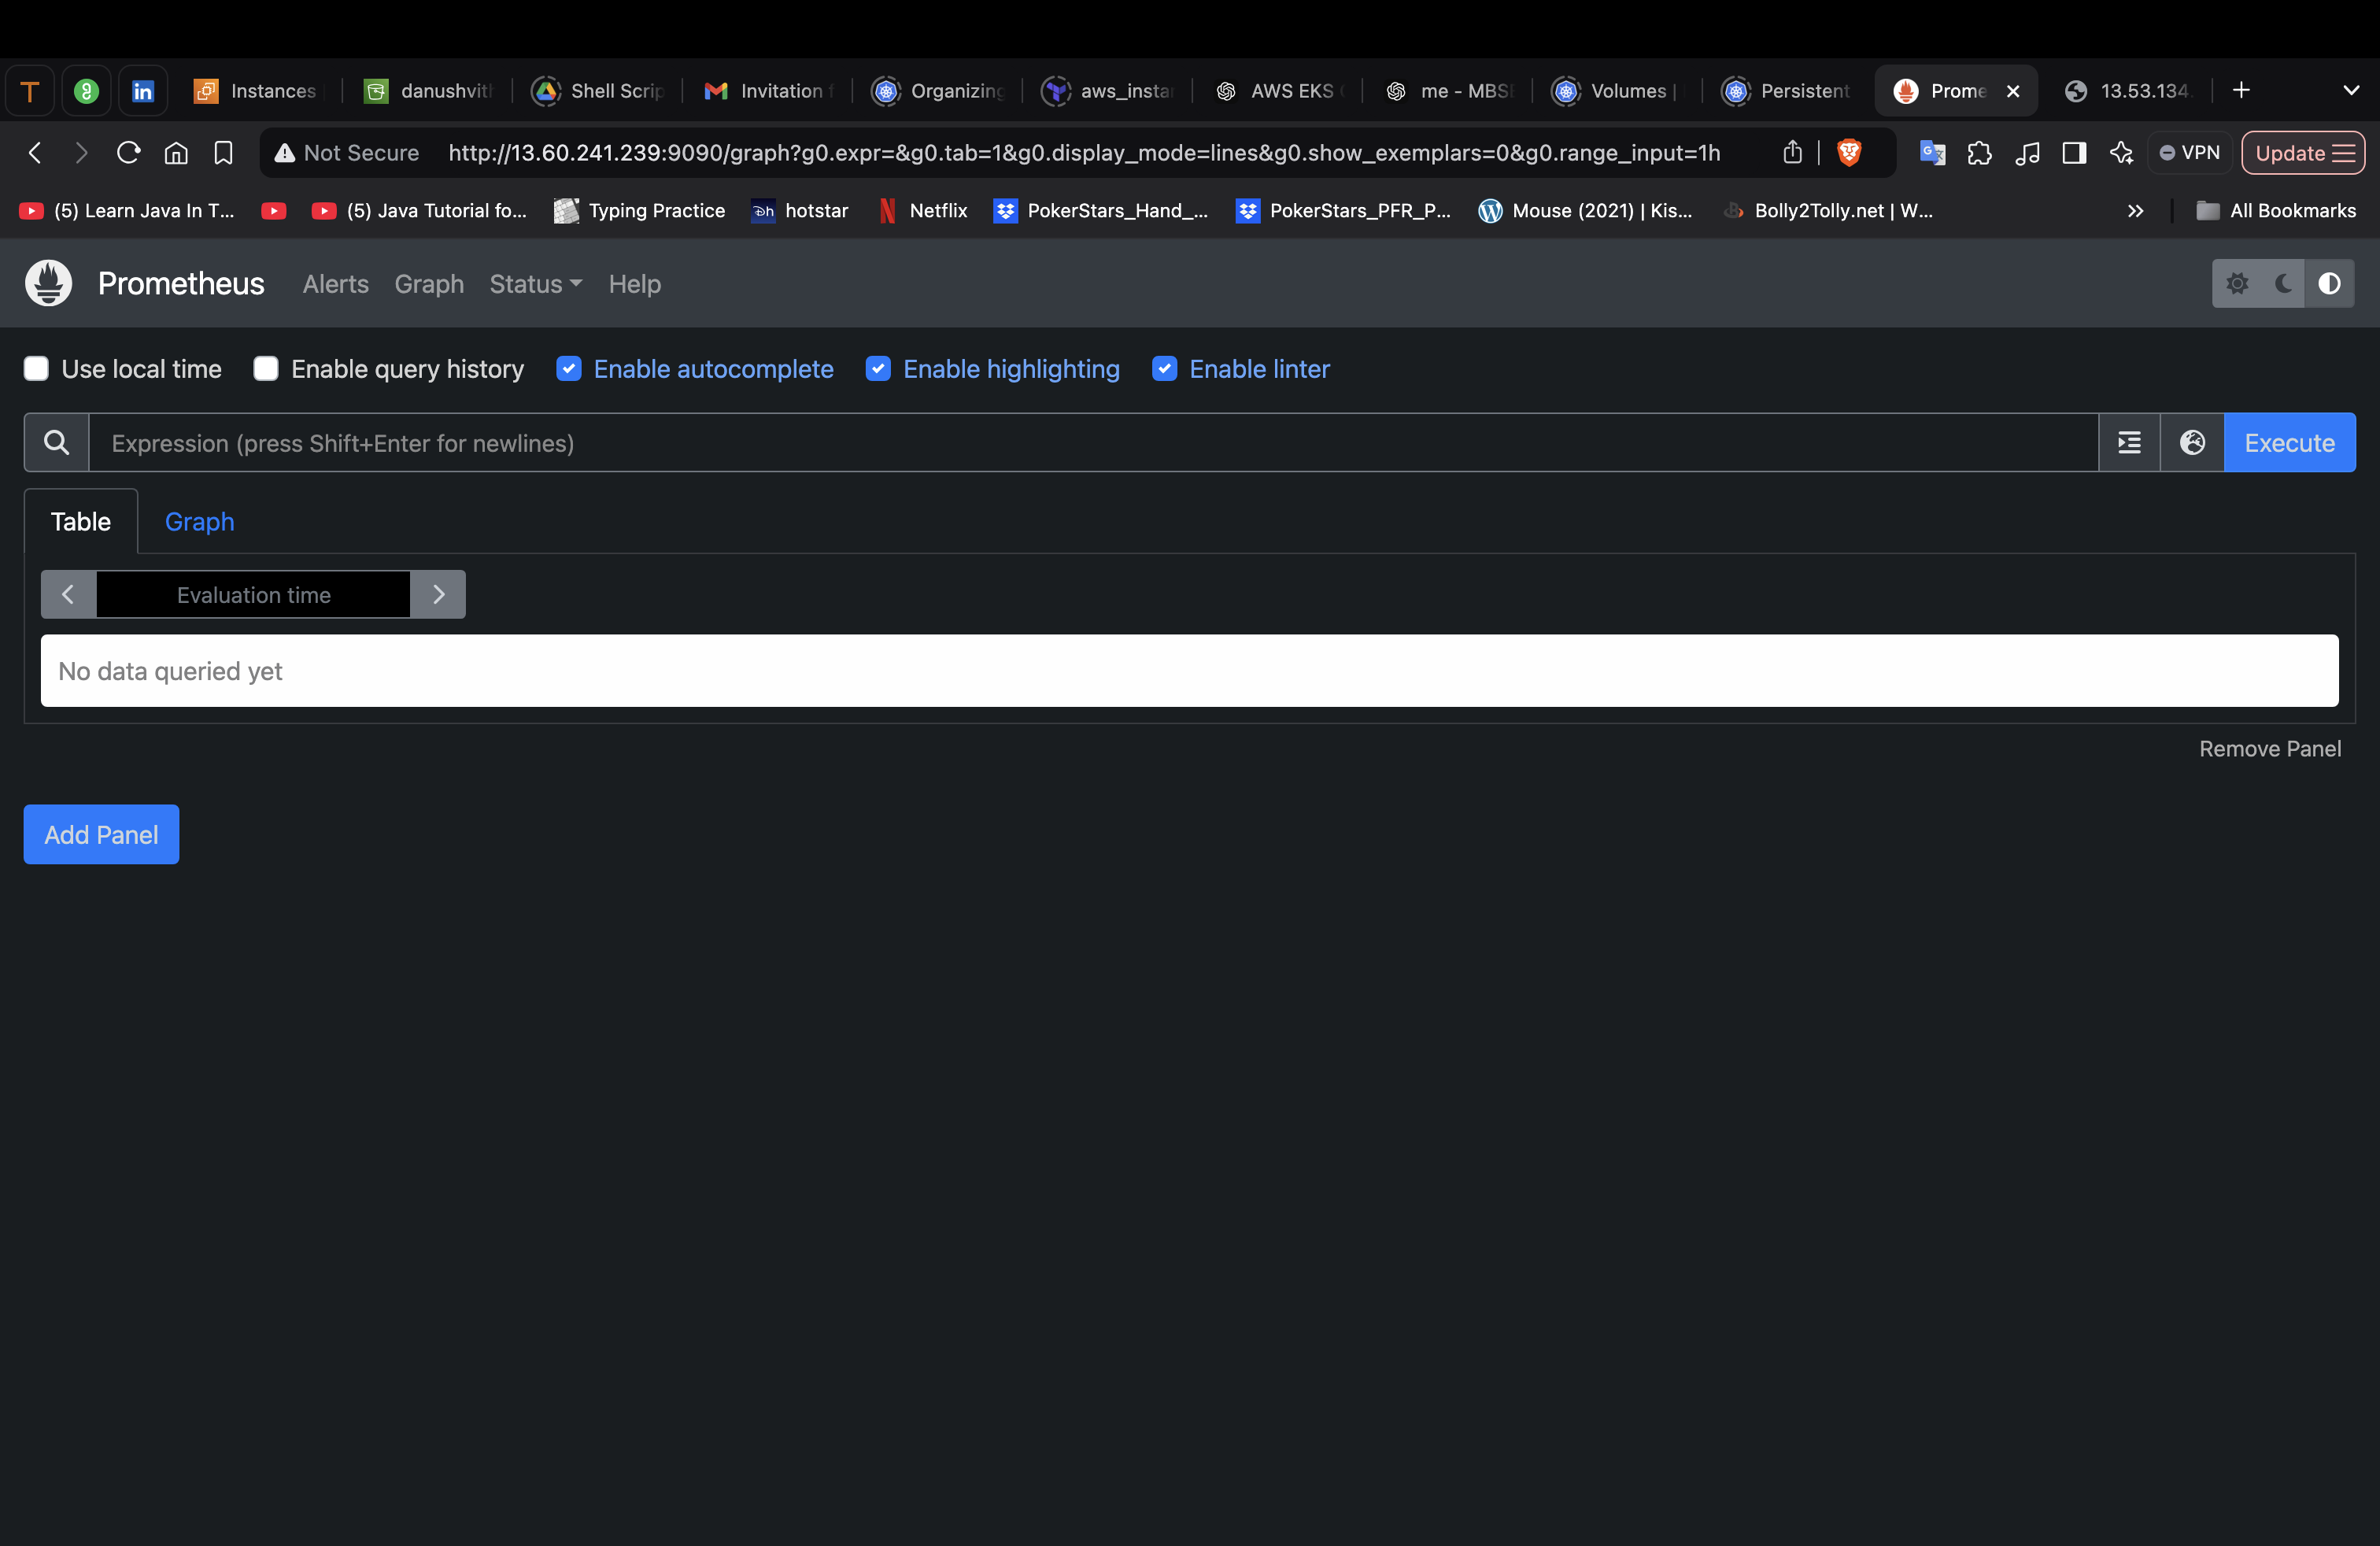 T
in
Instances
danushvith
Shell Scrip
Invitation f
Organizing
aws_instar
AWS EKS
me - MBSE
Volumes |
Persistent
Prome
13.53.134.
Not Secure http://13.60.241.239:9090/graph?g0.expr=&g0.tab=1&g0.display_mode=lines&g0.show_exemplars=0&g0.range_input=1h
VPN
Update
(5) Learn Java In T...
(5) Java Tutorial fo...
Typing Practice
hotstar
Netflix
PokerStars_Hand_...
PokerStars_PFR_P...
Mouse (2021) | Kis...
Bolly2Tolly.net | W...
All Bookmarks
Prometheus Alerts Graph Status Help
Use local time Enable query history Enable autocomplete Enable highlighting Enable linter
Expression (press Shift+Enter for newlines)
Execute
Table Graph
Evaluation time
No data queried yet
Remove Panel
Add Panel